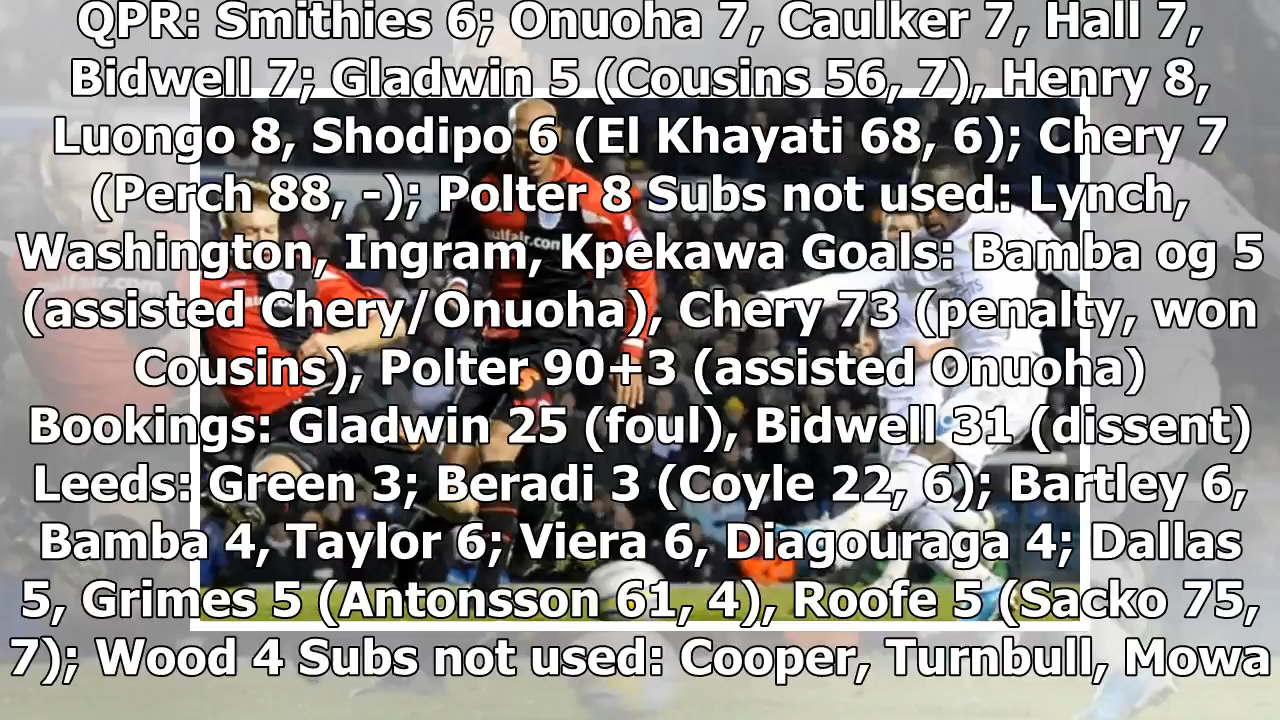 QPR: Smithies 6; Onuoha 7, Caulker 7, Hall 7,
Bidwell 7; Gladwin 5 (Cousins 56, 7), Henry 8,
Luongo 8, Shodipo 6 (El Khayati 68, 6); Chery 7
(Perch 88, -); Polter 8 Subs not used: Lynch,
Washington, Ingram, Kpekawa Goals: Bamba og 5
(assisted Chery/Onuoha), Chery 73 (penalty, won
Cousins), Polter 90+3 (assisted Onuoha)
Bookings: Gladwin 25 (foul), Bidwell 31 (dissent)
Leeds: Green 3; Beradi 3 (Coyle 22, 6); Bartley 6,
Bamba 4, Taylor 6; Viera 6, Diagouraga 4; Dallas
5, Grimes 5 (Antonsson 61, 4), Roofe 5 (Sacko 75,
7); Wood 4 Subs not used: Cooper, Turnbull, Mowa